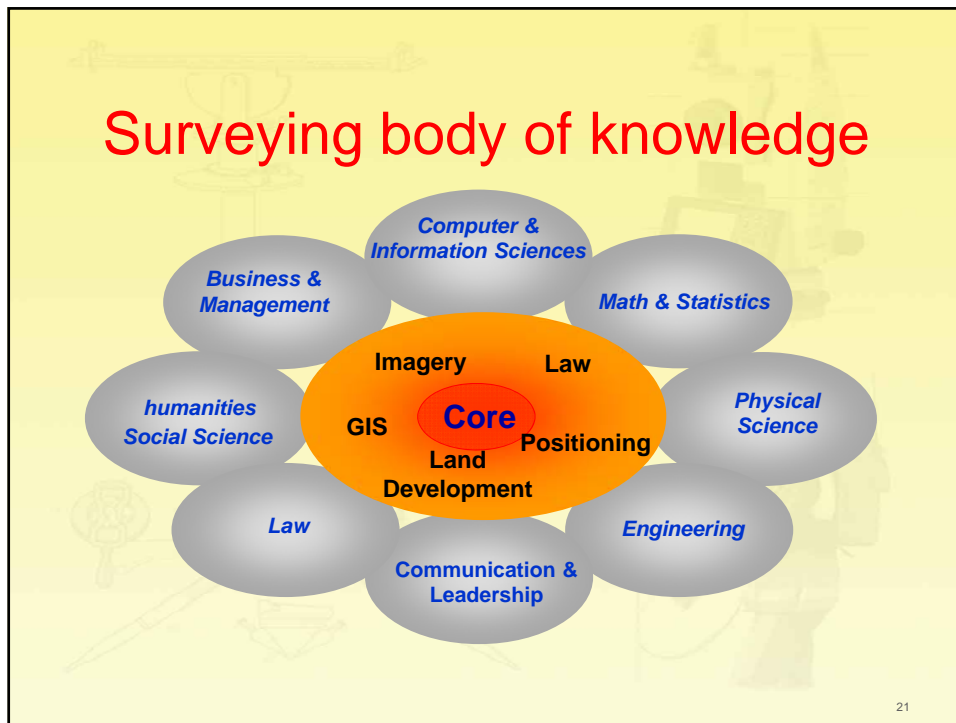 Surveying body of knowledge
Computer &
Information Sciences
Business &
Management
Math & Statistics
Imagery
Law
humanities
Social Science
GIS
Core
Positioning
Land
Development
Physical
Science
Law
Engineering
Communication &
Leadership
21